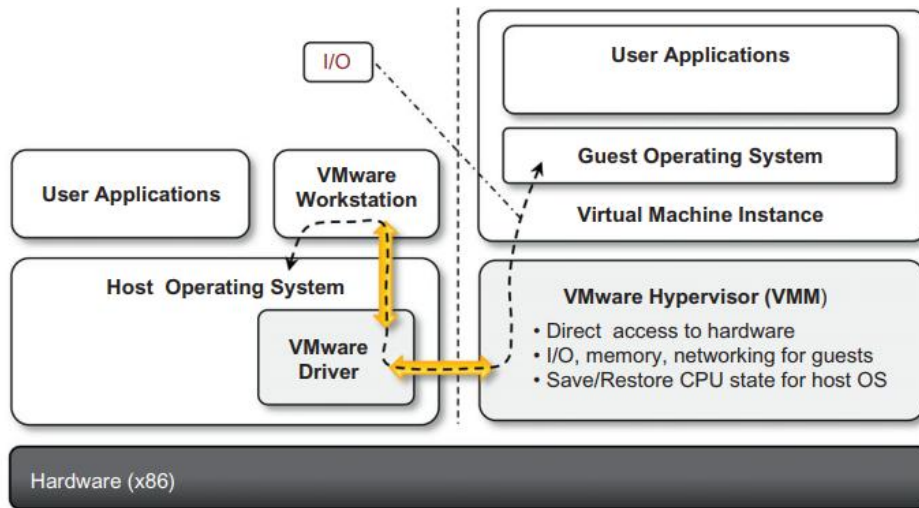 I/O
User Applications
Guest Operating System
Virtual Machine Instance
User Applications
VMware
Workstation
Host Operating System
VMware
Driver
VMware Hypervisor (VMM)
• Direct access to hardware
• I/O, memory, networking for guests
• Save/Restore CPU state for host OS
Hardware (x86)